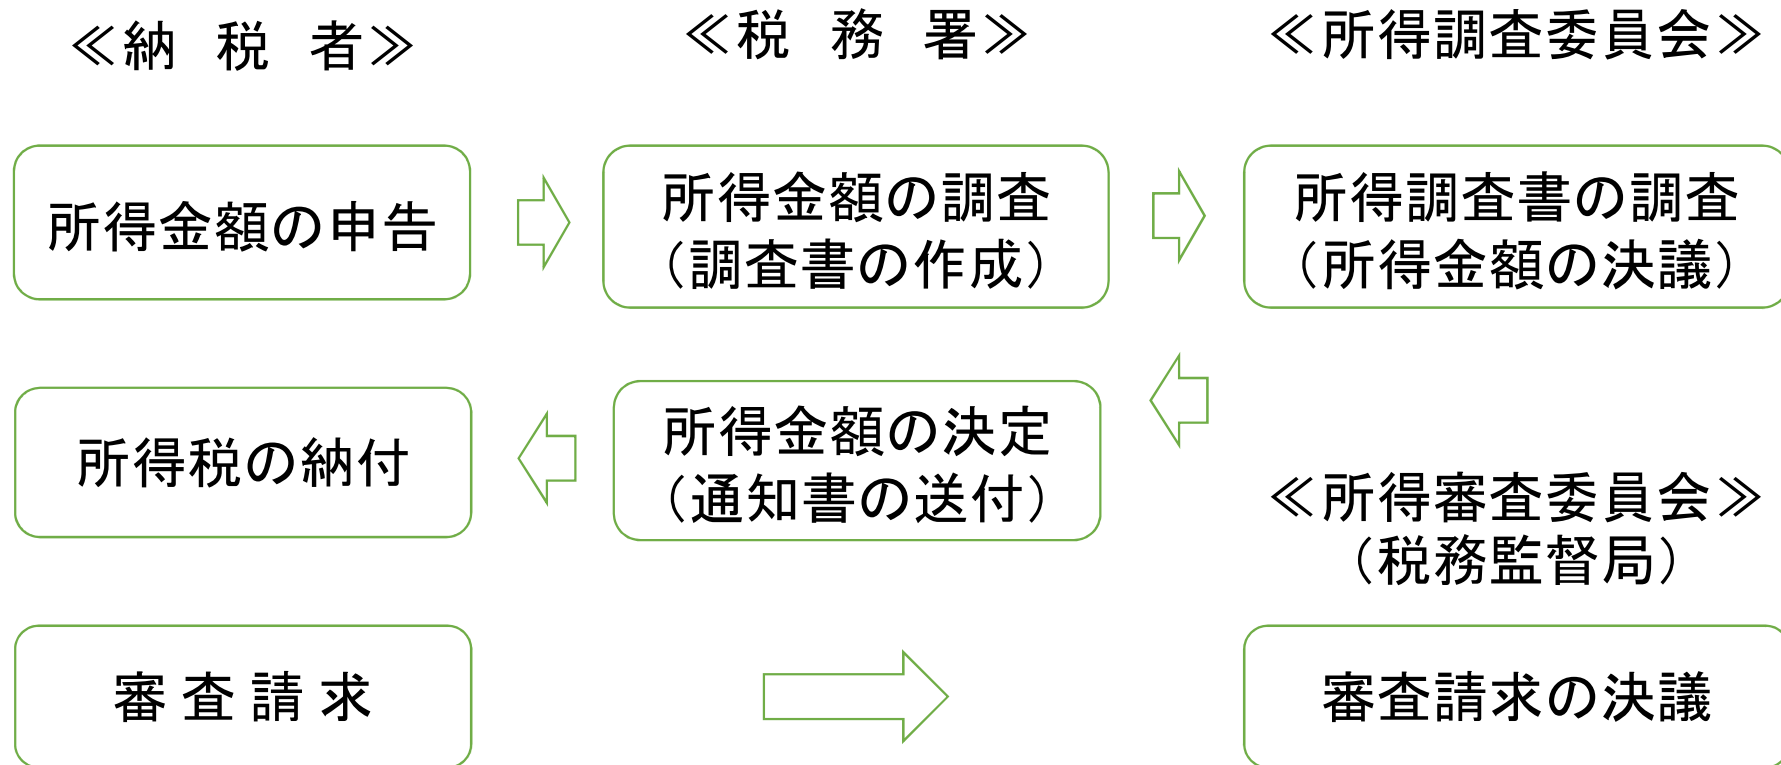 ≪納　税　者≫
≪税　務　署≫
≪所得調査委員会≫
所得金額の申告
所得金額の調査
（調査書の作成）
所得調査書の調査
（所得金額の決議）
所得税の納付
所得金額の決定
（通知書の送付）
≪所得審査委員会≫
（税務監督局）
審 査 請 求
審査請求の決議